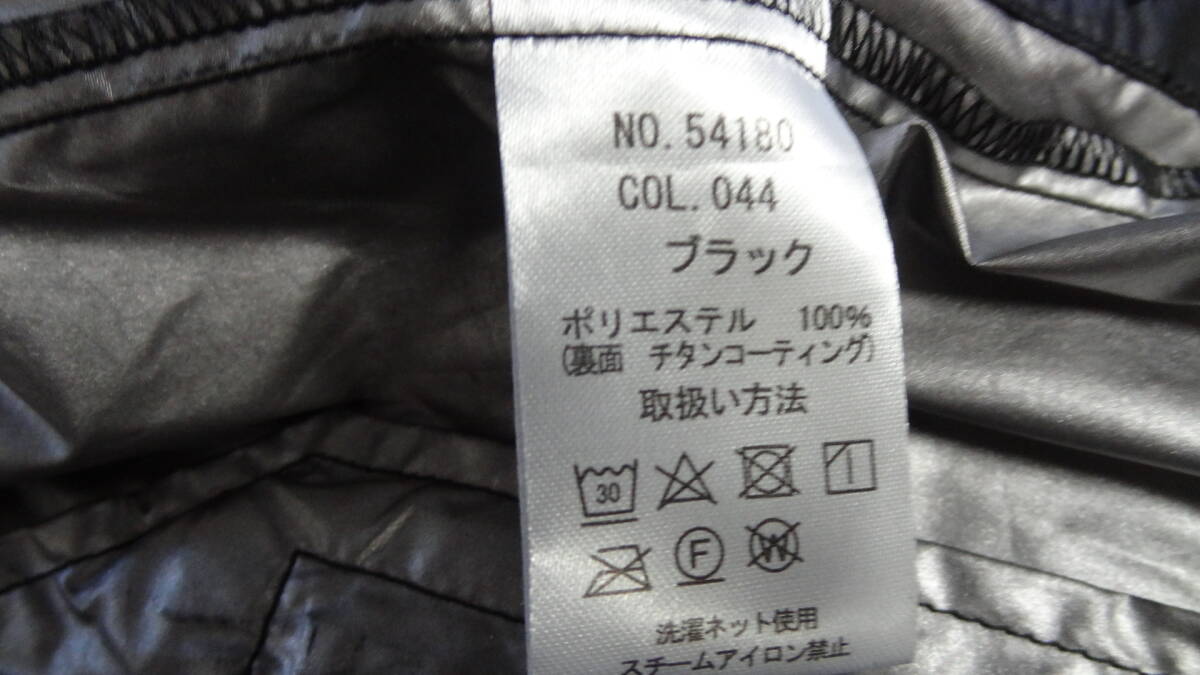 NO. 54180
COL. 044
ブラック
ポリエステル 100%
(裏面 チタンコーティング)
取扱い方法
30
F
W
洗濯ネット使用
スチームアイロン禁止